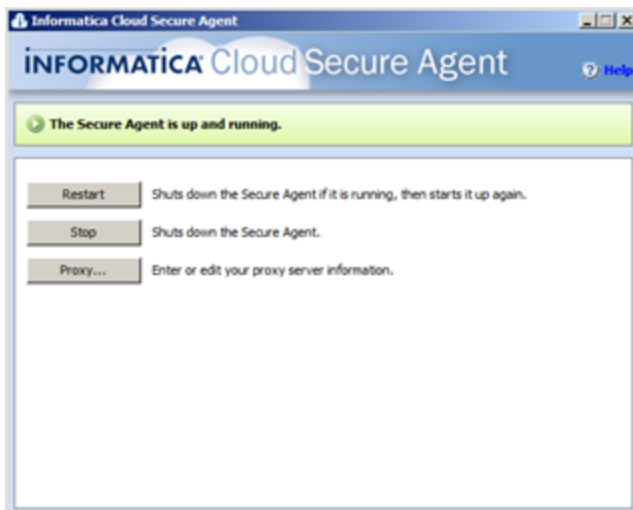 Informatica Cloud Secure Agent
INFORMATICA Cloud Secure Agent
Help
The Secure Agent is up and running.
Restart Shuts down the Secure Agent if it is running, then starts it up again.
Stop Shuts down the Secure Agent.
Proxy... Enter or edit your proxy server information.